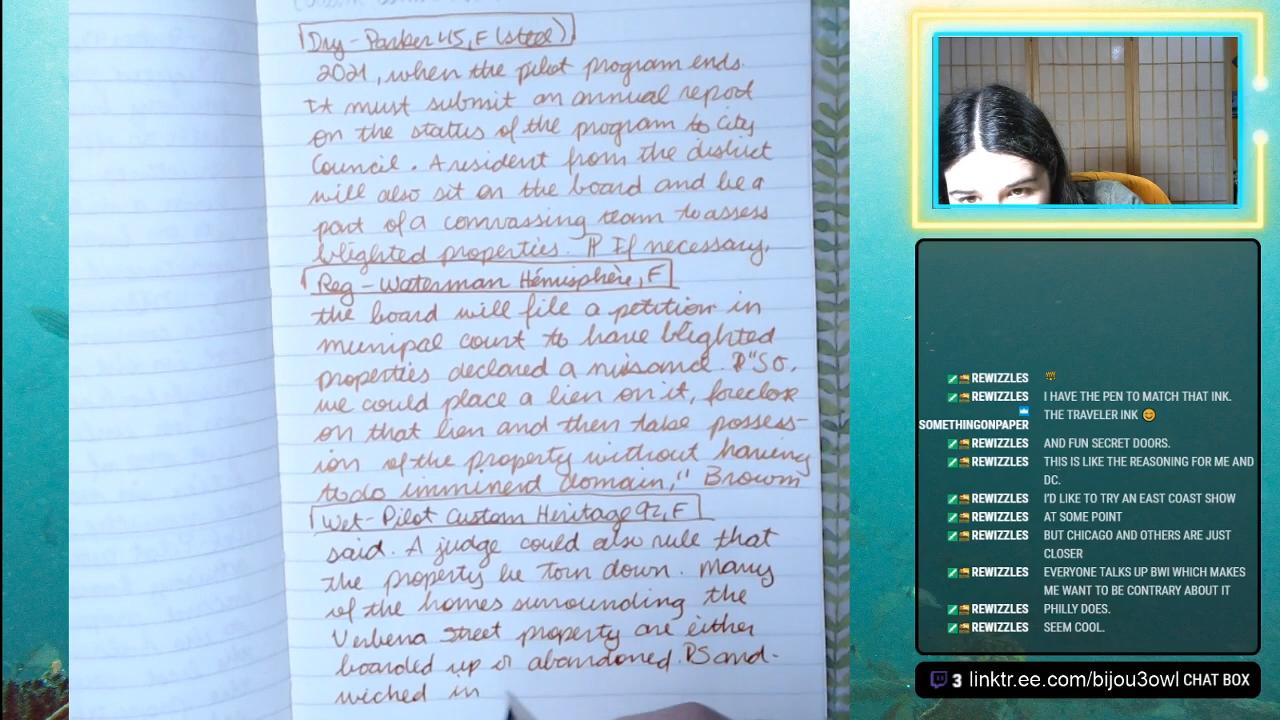 Dry - Parker 45, F (steel)
2021, when the pilot program ends.
It must submit an annual report
on the status of the program to City
Council. A resident from the district
will also sit on the board and be a
part of a convassing team to assess
blighted properties. P If necessary,
Reg - Waterman Hémisphère, F
the board will file a petition in
munipal court to have blighted
properties declared a nuisance. P "So,
we could place a lien on it, foreclose
on that lien and then take possess-
ion of the property without having
to do imminent domain," Brown
Wet - Pilot Custom Heritage 92, F
said. A judge could also rule that
the property be torn down. Many
of the homes surrounding the
Verbena Street property are either
boarded up or abandoned. P Sand-
wiched in
REWIZZLES
REWIZZLES I HAVE THE PEN TO MATCH THAT INK.
THE TRAVELER INK
SOMETHINGONPAPER
REWIZZLES AND FUN SECRET DOORS.
REWIZZLES THIS IS LIKE THE REASONING FOR ME AND
DC.
REWIZZLES I'D LIKE TO TRY AN EAST COAST SHOW
REWIZZLES AT SOME POINT
REWIZZLES BUT CHICAGO AND OTHERS ARE JUST
CLOSER
REWIZZLES EVERYONE TALKS UP BWI WHICH MAKES
ME WANT TO BE CONTRARY ABOUT IT
REWIZZLES PHILLY DOES.
REWIZZLES SEEM COOL.
3 linktr.ee.com/bijou3owl CHAT BOX